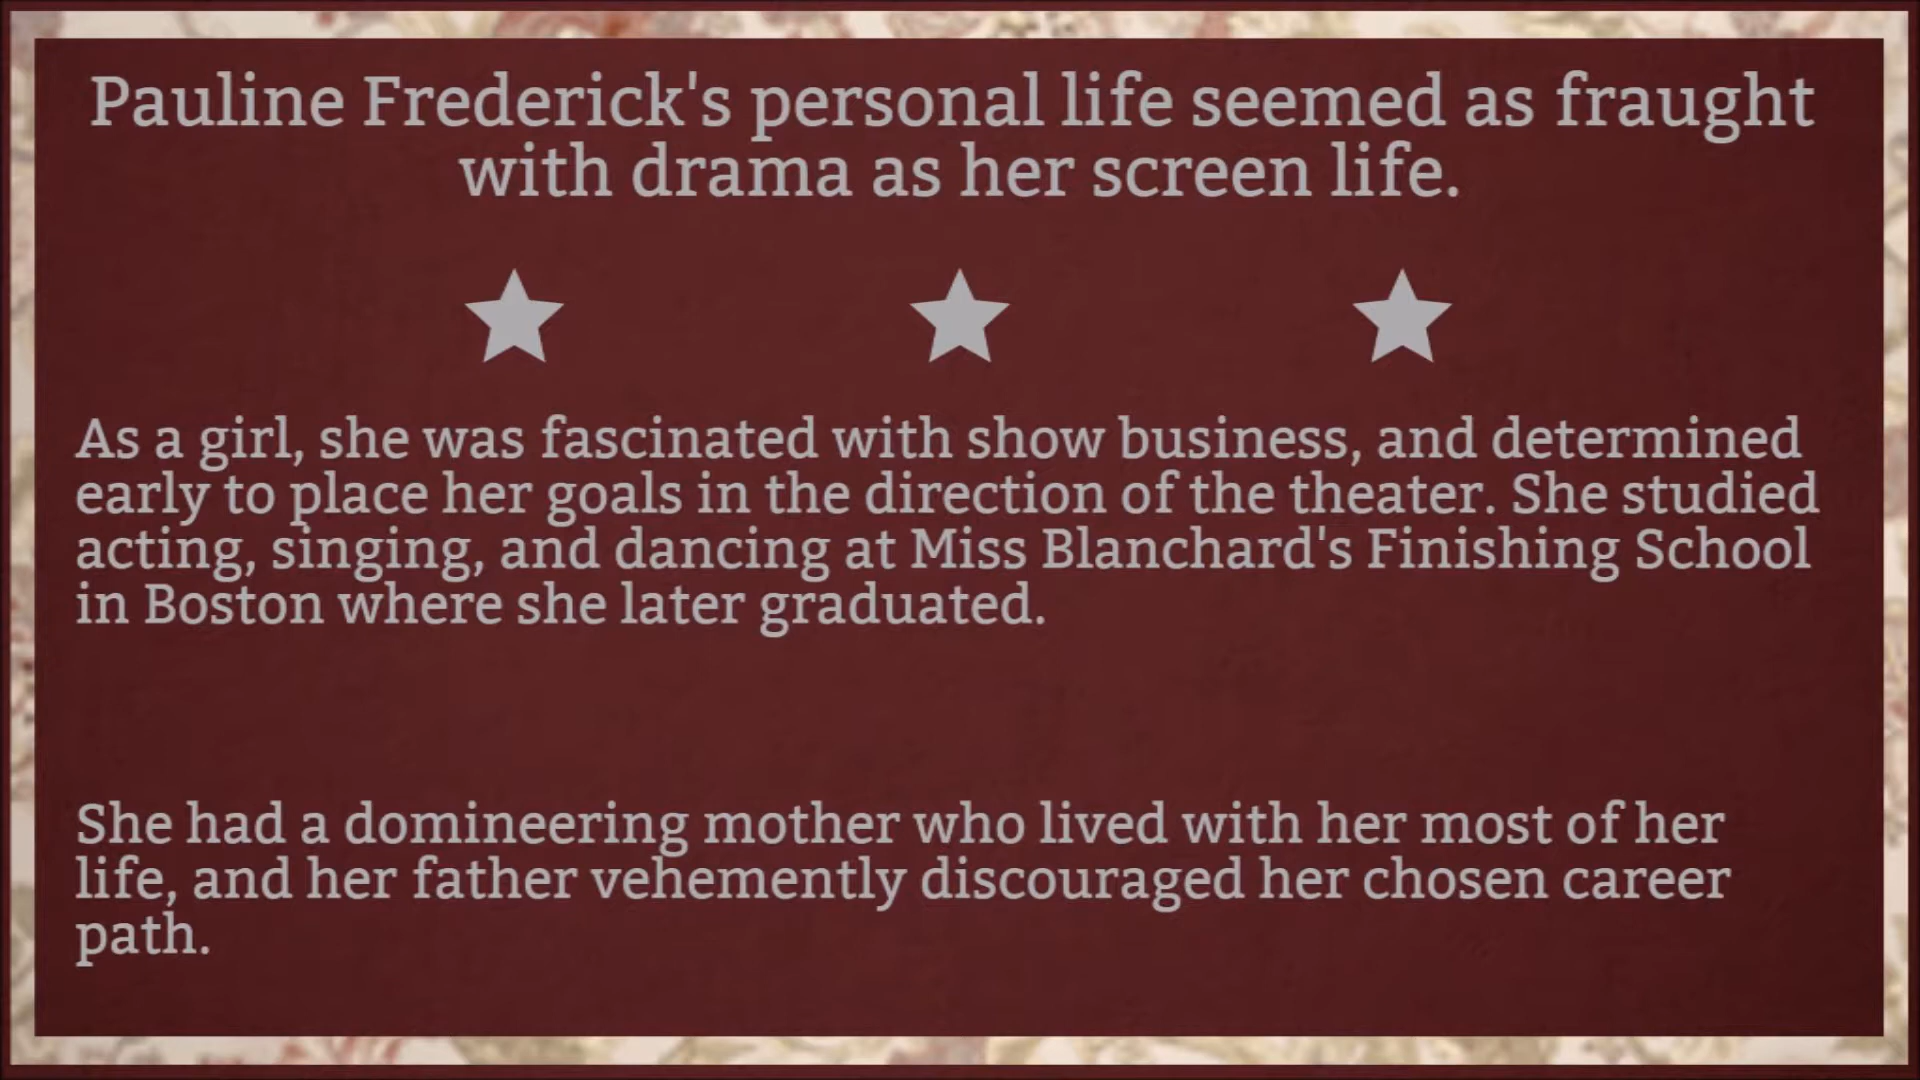 Pauline Frederick's personal life seemed as fraught
with drama as her screen life.
As a girl, she was fascinated with show business, and determined
early to place her goals in the direction of the theater. She studied
acting, singing, and dancing at Miss Blanchard's Finishing School
in Boston where she later graduated.
She had a domineering mother who lived with her most of her
life, and her father vehemently discouraged her chosen career
path.